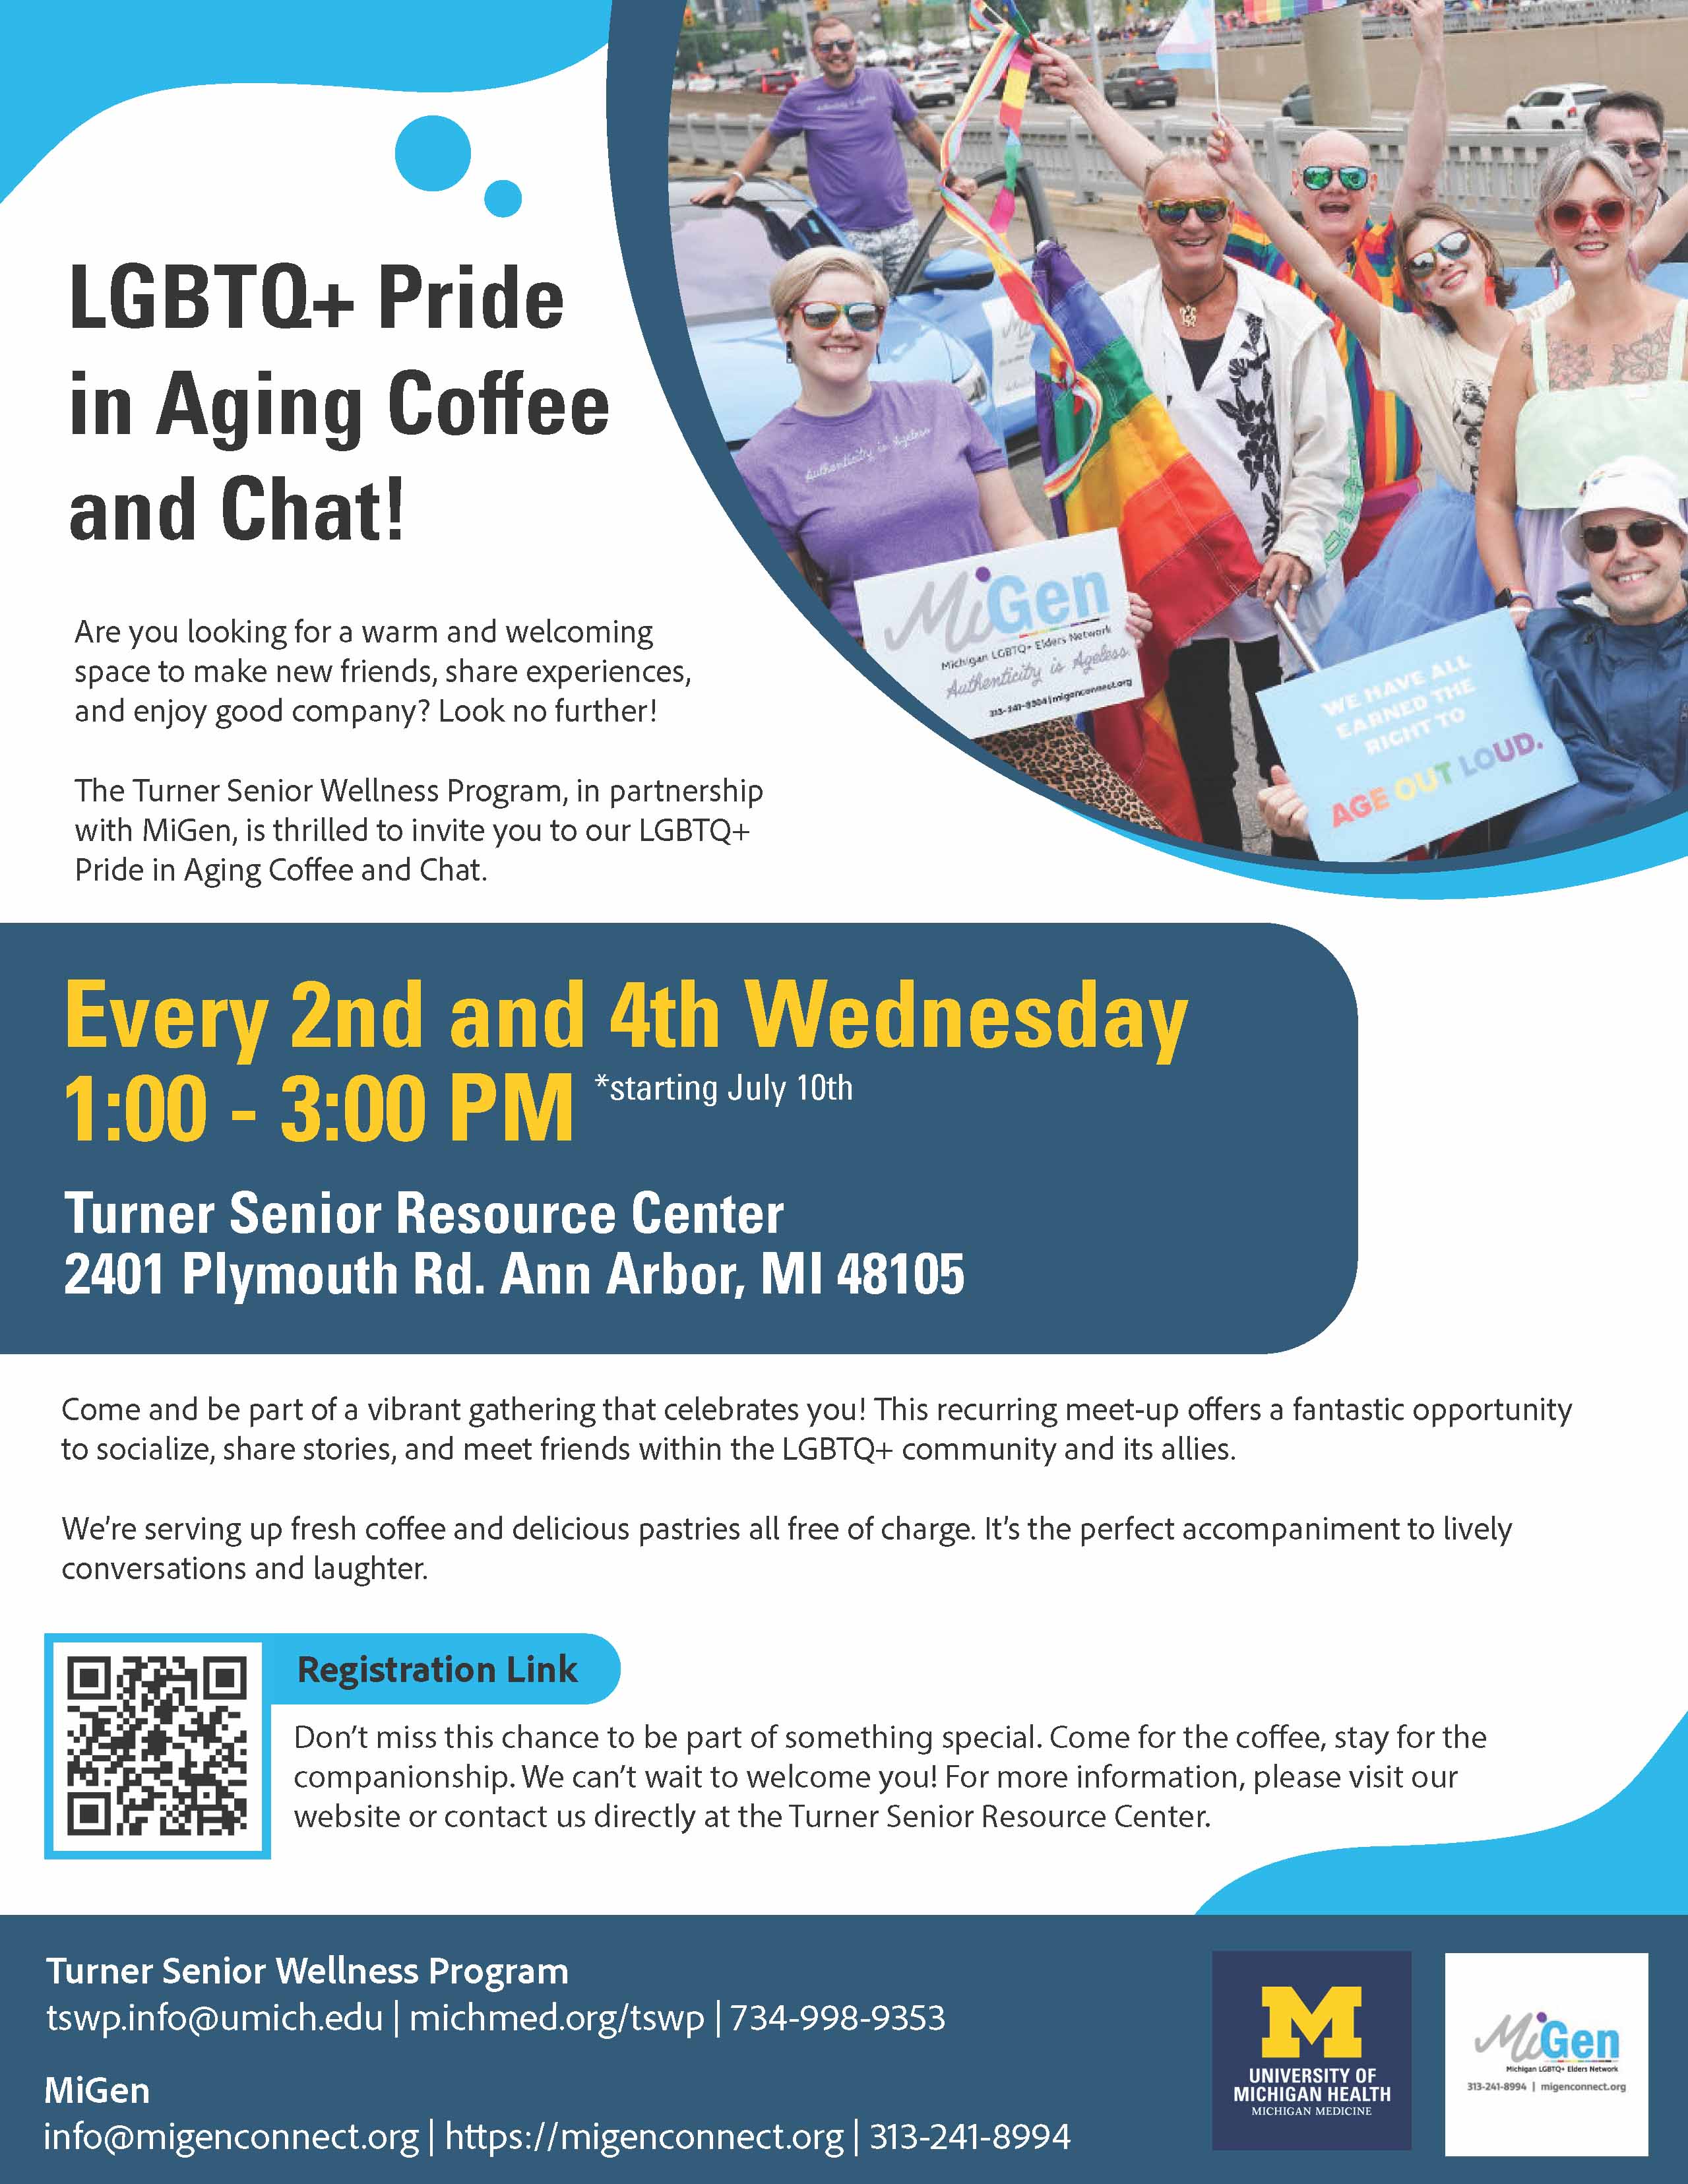 LGBTQ+ Pride
in Aging Coffee
and Chat!
Are you looking for a warm and welcoming
space to make new friends, share experiences,
and enjoy good company? Look no further!
The Turner Senior Wellness Program, in partnership
with MiGen, is thrilled to invite you to our LGBTQ+
Pride in Aging Coffee and Chat.
Authenticity is Ageless
Authenticity is Ageless
MiGen
Michigan LGBTQ+ Elders Network
Authenticity is Ageless.
313-241-8994 | migenconnect.org
WE HAVE ALL
EARNED THE
RIGHT TO
AGE OUT LOUD.
Every 2nd and 4th Wednesday
1:00 - 3:00 PM *starting July 10th
Turner Senior Resource Center
2401 Plymouth Rd. Ann Arbor, MI 48105
Come and be part of a vibrant gathering that celebrates you! This recurring meet-up offers a fantastic opportunity
to socialize, share stories, and meet friends within the LGBTQ+ community and its allies.
We're serving up fresh coffee and delicious pastries all free of charge. It's the perfect accompaniment to lively
conversations and laughter.
Registration Link
Don't miss this chance to be part of something special. Come for the coffee, stay for the
companionship. We can't wait to welcome you! For more information, please visit our
website or contact us directly at the Turner Senior Resource Center.
Turner Senior Wellness Program
tswp.info@umich.edu | michmed.org/tswp | 734-998-9353
MiGen
info@migenconnect.org | https://migenconnect.org | 313-241-8994
M
UNIVERSITY OF
MICHIGAN HEALTH
MICHIGAN MEDICINE
MiGen
Michigan LGBTQ+ Elders Network
313-241-8994 | migenconnect.org